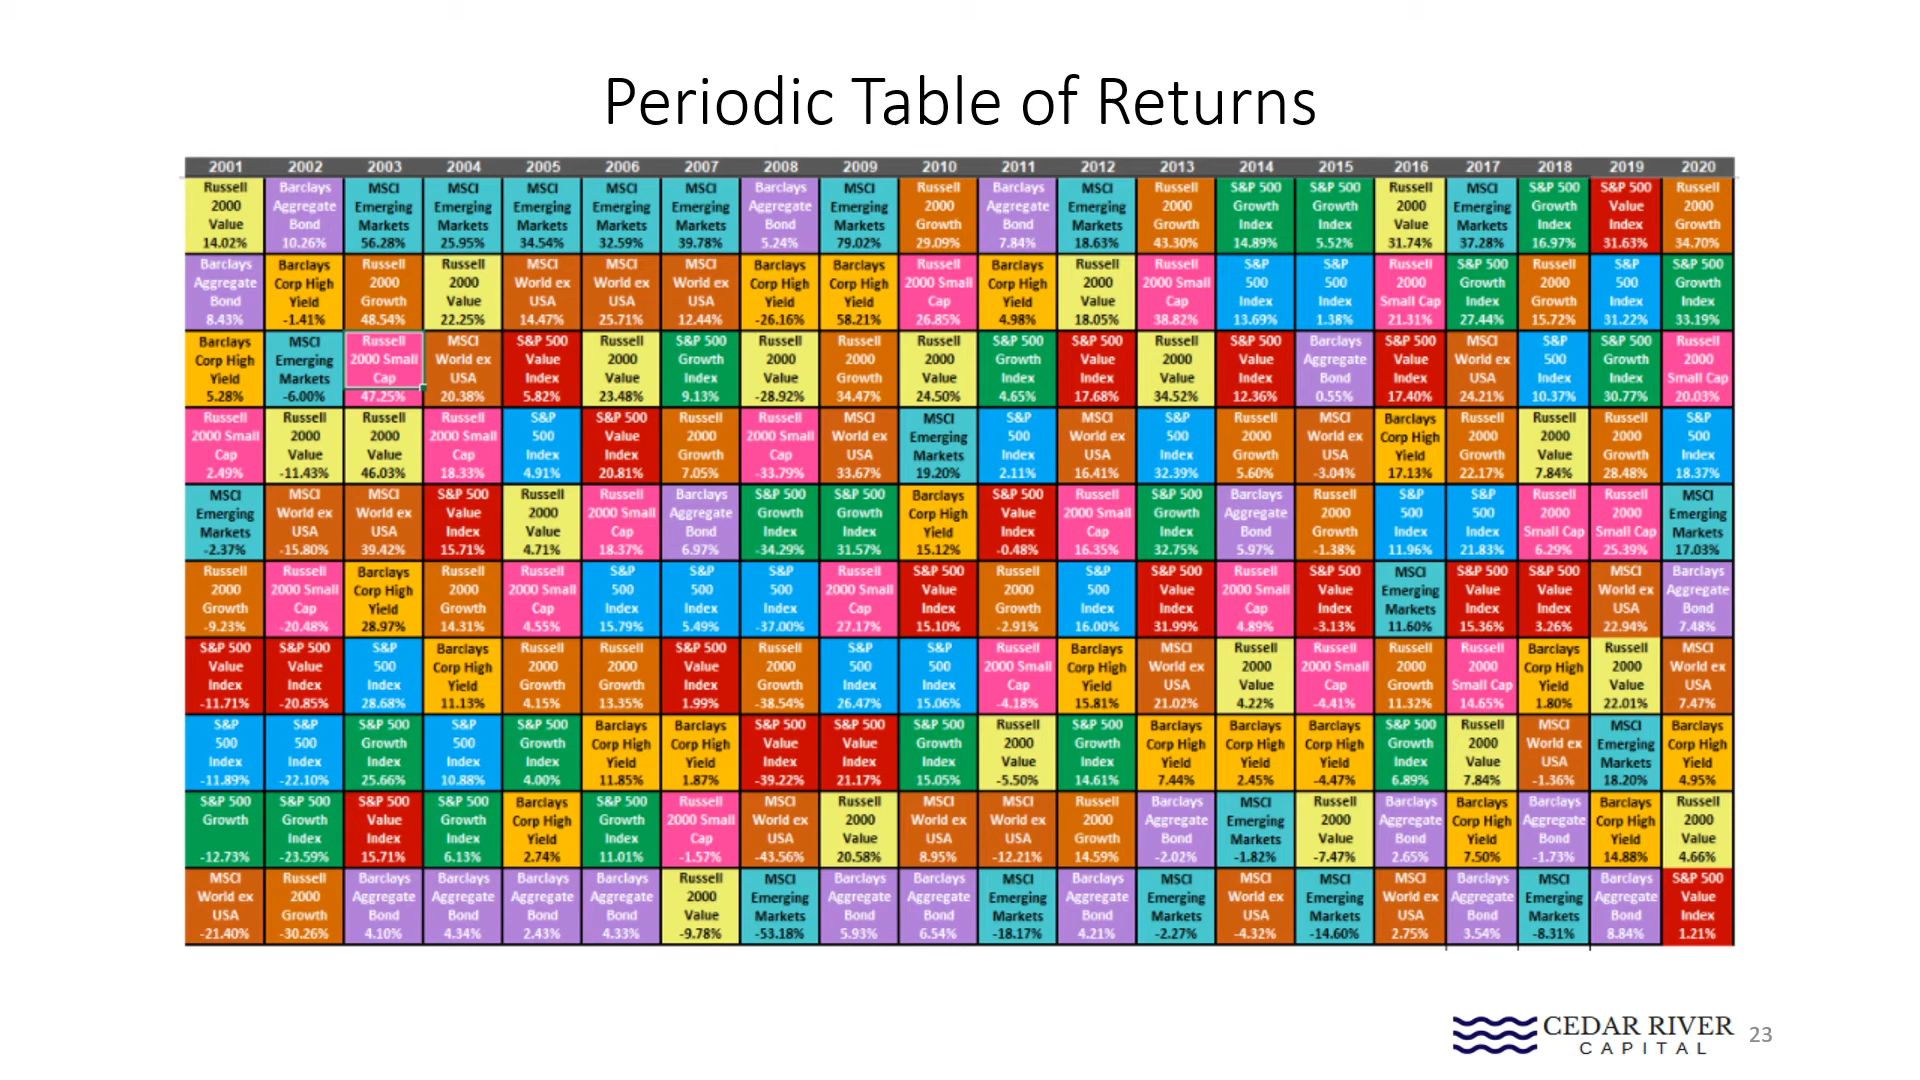 Periodic Table of Returns
2001 2002 2003 2004 2005 2006 2007 2008 2009 2010 2011 2012 2013 2014 2015 2016 2017 2018 2019 2020
Russell Barclays MSCI MSCI MSCI MSCI MSCI Barclays MSCI Russell Barclays MSCI Russell S&P 500 S&P 500 Russell MSCI S&P 500 S&P 500 Russell
2000 Aggregate Emerging Emerging Emerging Emerging Emerging Aggregate Emerging 2000 Aggregate Emerging 2000 Growth Growth 2000 Emerging Growth Value 2000
Value Bond Markets Markets Markets Markets Markets Bond Markets Growth Bond Markets Growth Index Index Value Markets Index Index Growth
14.02% 10.26% 56.28% 25.95% 34.54% 32.59% 39.78% 5.24% 79.02% 29.09% 7.84% 18.63% 43.30% 14.89% 5.52% 31.74% 37.28% 16.97% 31.63% 34.70%
Barclays Barclays Russell Russell MSCI MSCI MSCI Barclays Barclays Russell Barclays Russell Russell S&P S&P Russell S&P 500 Russell S&P S&P 500
Aggregate Corp High 2000 2000 World ex World ex World ex Corp High Corp High 2000 Small Corp High 2000 2000 Small 500 500 2000 Growth 2000 500 Growth
Bond Yield Growth Value USA USA USA Yield Yield Cap Yield Value Cap Index Index Small Cap Index Growth Index Index
8.43% -1.41% 48.54% 22.25% 14.47% 25.71% 12.44% -26.16% 58.21% 26.85% 4.98% 18.05% 38.82% 13.69% 1.38% 21.31% 27.44% 15.72% 31.22% 33.19%
Barclays MSCI Russell MSCI S&P 500 Russell S&P 500 Russell Russell Russell S&P 500 S&P 500 Russell S&P 500 Barclays S&P 500 MSCI S&P S&P 500 Russell
Corp High Emerging 2000 Small World ex Value 2000 Growth 2000 2000 2000 Growth Value 2000 Value Aggregate Value World ex 500 Growth 2000
Yield Markets Cap USA Index Value Index Value Growth Value Index Index Value Index Bond Index USA Index Index Small Cap
5.28% -6.00% 47.25% 20.38% 5.82% 23.48% 9.13% -28.92% 34.47% 24.50% 4.65% 17.68% 34.52% 12.36% 0.55% 17.40% 24.21% 10.37% 30.77% 20.03%
Russell Russell Russell Russell S&P S&P 500 Russell Russell MSCI MSCI S&P MSCI S&P Russell MSCI Barclays Russell Russell Russell S&P
2000 Small 2000 2000 2000 Small 500 Value 2000 2000 Small World ex Emerging 500 World ex 500 2000 World ex Corp High 2000 2000 2000 500
Cap Value Value Cap Index Index Growth Cap USA Markets Index USA Index Growth USA Yield Growth Value Growth Index
2.49% -11.43% 46.03% 18.33% 4.91% 20.81% 7.05% -33.79% 33.67% 19.20% 2.11% 16.41% 32.39% 5.60% -3.04% 17.13% 22.17% 7.84% 28.48% 18.37%
MSCI MSCI MSCI S&P 500 Russell Russell Barclays S&P 500 S&P 500 Barclays S&P 500 Russell S&P 500 Barclays Russell S&P S&P Russell Russell MSCI
Emerging World ex World ex Value 2000 2000 Small Aggregate Growth Growth Corp High Value 2000 Small Growth Aggregate 2000 500 500 2000 2000 Emerging
Markets USA USA Index Value Cap Bond Index Index Yield Index Cap Index Bond Growth Index Index Small Cap Small Cap Markets
-2.37% -15.80% 39.42% 15.71% 4.71% 18.37% 6.97% -34.29% 31.57% 15.12% -0.48% 16.35% 32.75% 5.97% -1.38% 11.96% 21.83% 6.29% 25.39% 17.03%
Russell Russell Barclays Russell Russell S&P S&P S&P Russell S&P 500 Russell S&P S&P 500 Russell S&P 500 MSCI S&P 500 S&P 500 MSCI Barclays
2000 2000 Small Corp High 2000 2000 Small 500 500 500 2000 Small Value 2000 500 Value 2000 Small Value Emerging Value Value World ex Aggregate
Growth Cap Yield Growth Cap Index Index Index Cap Index Growth Index Index Cap Index Markets Index Index USA Bond
-9.23% -20.48% 28.97% 14.31% 4.55% 15.79% 5.49% -37.00% 27.17% 15.10% -2.91% 16.00% 31.99% 4.89% -3.13% 11.60% 15.36% 3.26% 22.94% 7.48%
S&P 500 S&P 500 S&P Barclays Russell Russell S&P 500 Russell S&P S&P Russell Barclays MSCI Russell Russell Russell Russell Barclays Russell MSCI
Value Value 500 Corp High 2000 2000 Value 2000 500 500 2000 Small Corp High World ex 2000 2000 Small 2000 2000 Corp High 2000 World ex
Index Index Index Yield Growth Growth Index Growth Index Index Cap Yield USA Value Cap Growth Small Cap Yield Value USA
-11.71% -20.85% 28.68% 11.13% 4.15% 13.35% 1.99% -38.54% 26.47% 15.06% -4.18% 15.81% 21.02% 4.22% -4.41% 11.32% 14.65% 1.80% 22.01% 7.47%
S&P S&P S&P 500 S&P S&P 500 Barclays Barclays S&P 500 S&P 500 S&P 500 Russell S&P 500 Barclays Barclays Barclays S&P 500 Russell MSCI MSCI Barclays
500 500 Growth 500 Growth Corp High Corp High Value Value Growth 2000 Growth Corp High Corp High Corp High Growth 2000 World ex Emerging Corp High
Index Index Index Index Index Yield Yield Index Index Index Value Index Yield Yield Yield Index Value USA Markets Yield
-11.89% -22.10% 25.66% 10.88% 4.00% 11.85% 1.87% -39.22% 21.17% 15.05% -5.50% 14.61% 7.44% 2.45% -4.47% 6.89% 7.84% -1.36% 18.20% 4.95%
S&P 500 S&P 500 S&P 500 S&P 500 Barclays S&P 500 Russell MSCI Russell MSCI MSCI Russell Barclays MSCI Russell Barclays Barclays Barclays Barclays Russell
Growth Growth Value Growth Corp High Growth 2000 Small World ex 2000 World ex World ex 2000 Aggregate Emerging 2000 Aggregate Corp High Aggregate Corp High 2000
Index Index Index Yield Index Cap USA Value USA USA Growth Bond Markets Value Bond Yield Bond Yield Value
-12.73% -23.59% 15.71% 6.13% 2.74% 11.01% -1.57% -43.56% 20.58% 8.95% -12.21% 14.59% -2.02% -1.82% -7.47% 2.65% 7.50% -1.73% 14.88% 4.66%
MSCI Russell Barclays Barclays Barclays Barclays Russell MSCI Barclays Barclays MSCI Barclays MSCI MSCI MSCI MSCI Barclays MSCI Barclays S&P 500
World ex 2000 Aggregate Aggregate Aggregate Aggregate 2000 Emerging Aggregate Aggregate Emerging Aggregate Emerging World ex Emerging World ex Aggregate Emerging Aggregate Value
USA Growth Bond Bond Bond Bond Value Markets Bond Bond Markets Bond Markets USA Markets USA Bond Markets Bond Index
-21.40% -30.26% 4.10% 4.34% 2.43% 4.33% -9.78% -53.18% 5.93% 6.54% -18.17% 4.21% -2.27% -4.32% -14.60% 2.75% 3.54% -8.31% 8.84% 1.21%
CEDAR RIVER
CAPITAL
23